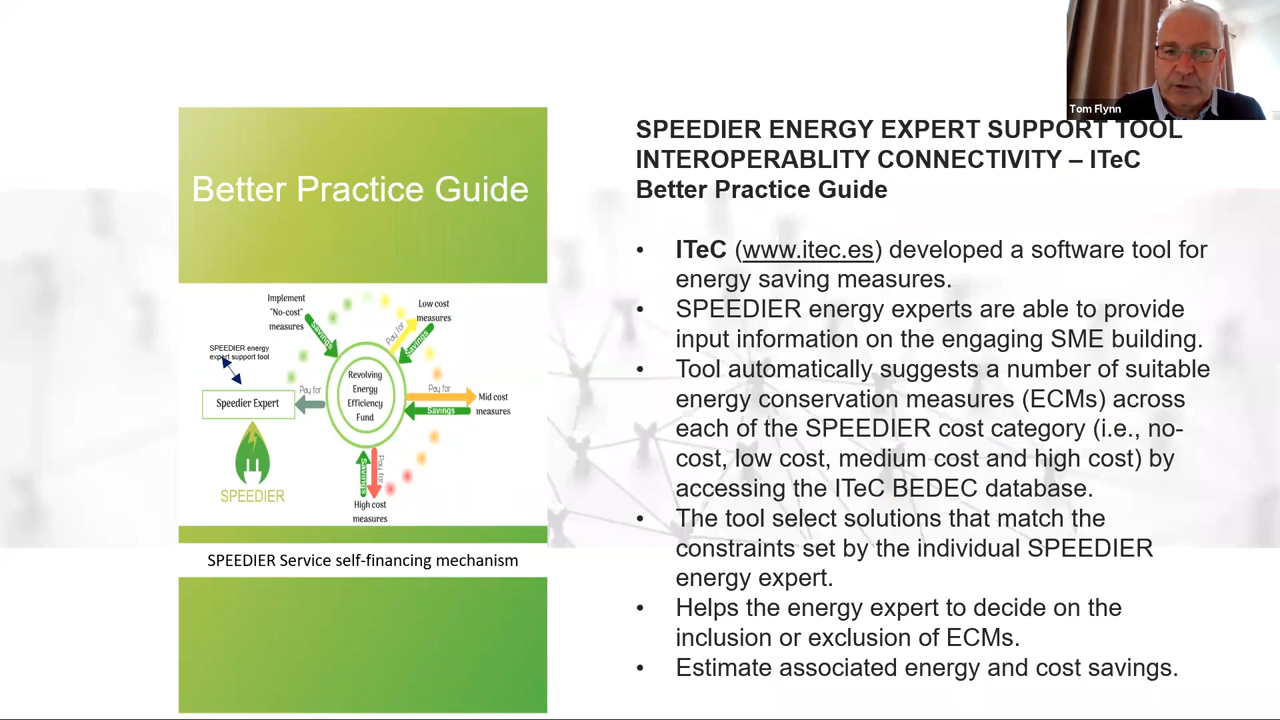 Tom Flynn
Better Practice Guide
Implement
"No-cost"
measures
Savings
Low cost
measures
Pay for
Savings
SPEEDIER energy
expert support tool
Speedier Expert
Pay for
Revolving
Energy
Efficiency
Fund
Pay for
Savings
Mid cost
measures
Savings
Pay for
High cost
measures
SPEEDIER
SPEEDIER Service self-financing mechanism
SPEEDIER ENERGY EXPERT SUPPORT TOOL
INTEROPERABLITY CONNECTIVITY – ITeC
Better Practice Guide
• ITeC (www.itec.es) developed a software tool for
energy saving measures.
• SPEEDIER energy experts are able to provide
input information on the engaging SME building.
• Tool automatically suggests a number of suitable
energy conservation measures (ECMs) across
each of the SPEEDIER cost category (i.e., no-
cost, low cost, medium cost and high cost) by
accessing the ITeC BEDEC database.
• The tool select solutions that match the
constraints set by the individual SPEEDIER
energy expert.
• Helps the energy expert to decide on the
inclusion or exclusion of ECMs.
• Estimate associated energy and cost savings.